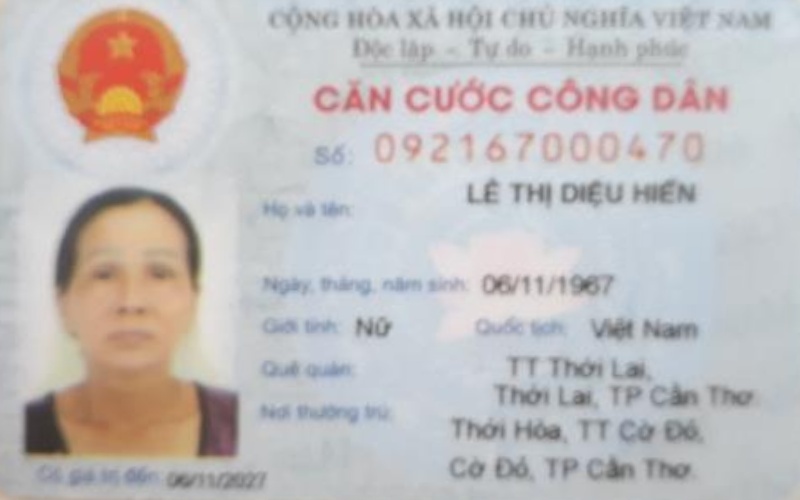 CỘNG HÒA XÃ HỘI CHỦ NGHĨA VIỆT NAM
Độc lập - Tự do - Hạnh phúc
CĂN CƯỚC CÔNG DÂN
Số: 092167000470
Họ và tên: LÊ THỊ DIỆU HIỀN
Ngày, tháng, năm sinh: 06/11/1967
Giới tính: Nữ Quốc tịch: Việt Nam
Quê quán: TT Thới Lai,
Thới Lai, TP Cần Thơ
Nơi thường trú: Thới Hòa, TT Cờ Đỏ,
Cờ Đỏ, TP Cần Thơ
Có giá trị đến: 06/11/2027